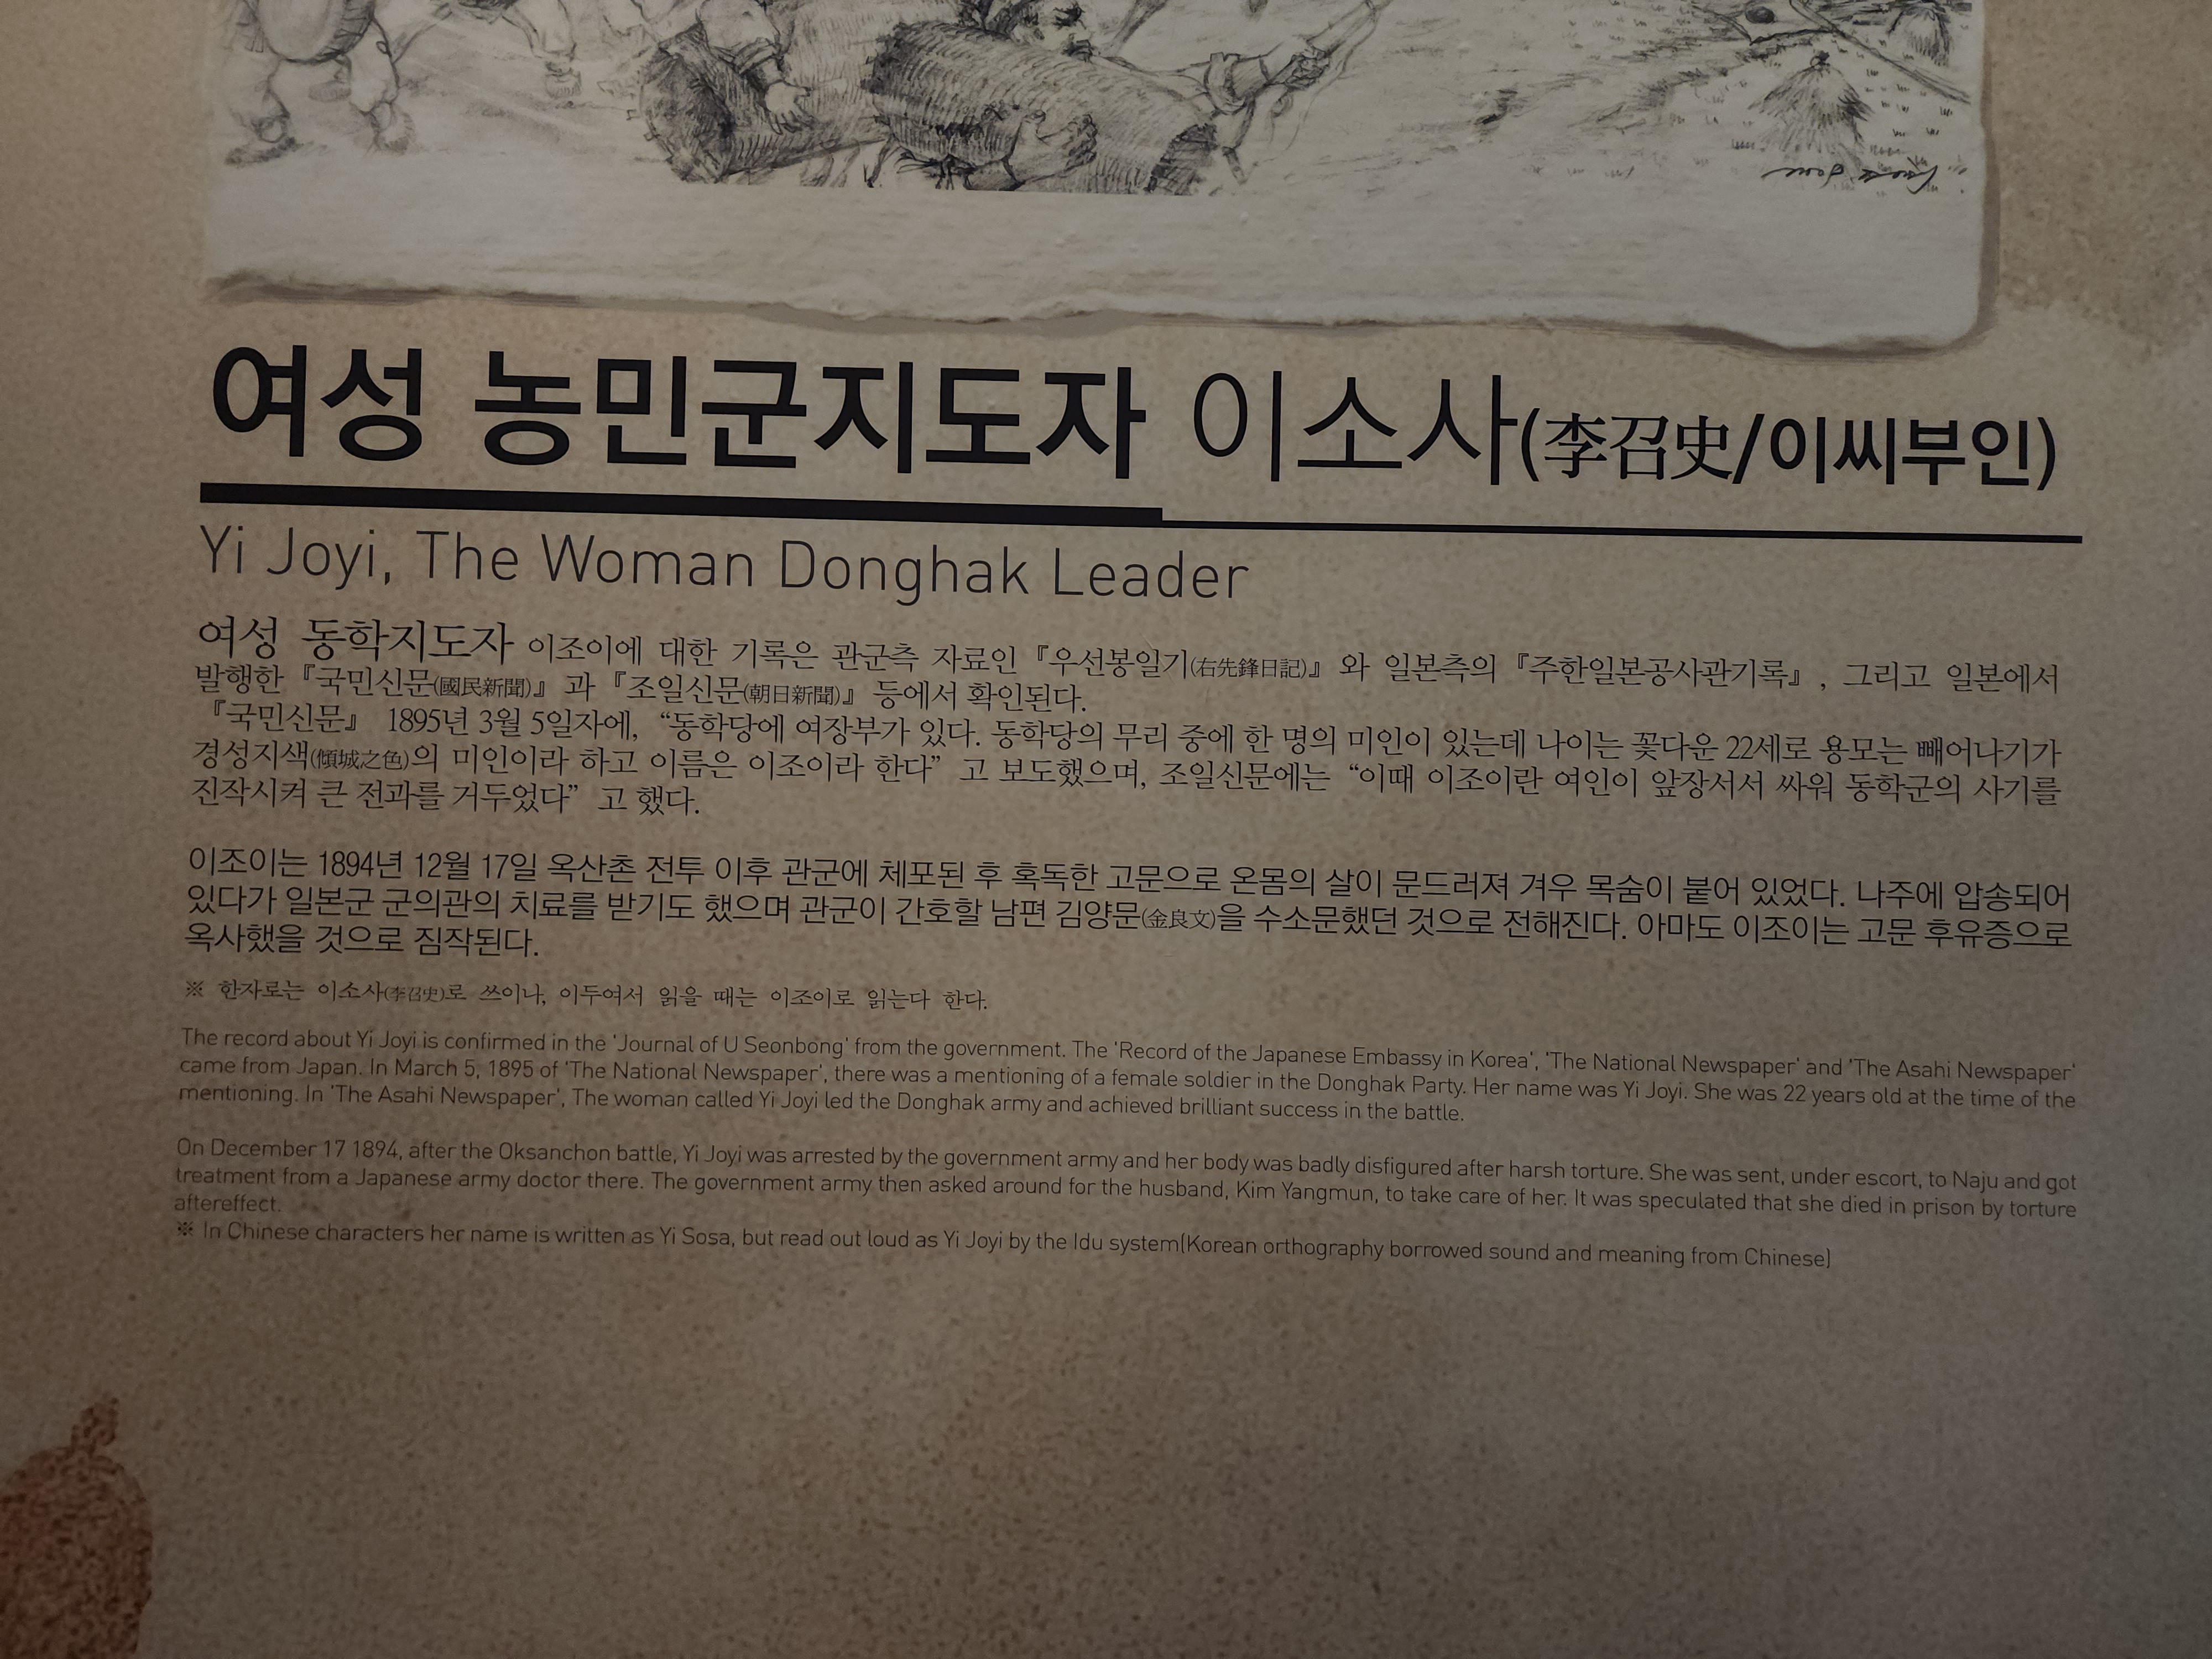 여성 농민군지도자 이소사(李召史/이씨부인)
Yi Joyi, The Woman Donghak Leader
여성 동학지도자 이조이에 대한 기록은 관군측 자료인 『우선봉일기(右先鋒日記)』와 일본측의 『주한일본공사관기록』, 그리고 일본에서
발행한 『국민신문(國民新聞)』과 『조일신문(朝日新聞)』 등에서 확인된다.
『국민신문』 1895년 3월 5일자에, “동학당에 여장부가 있다. 동학당의 무리 중에 한 명의 미인이 있는데 나이는 꽃다운 22세로 용모는 빼어나기가
경성지색(傾城之色)의 미인이라 하고 이름은 이조이라 한다” 고 보도했으며, 조일신문에는 “이때 이조이란 여인이 앞장서서 싸워 동학군의 사기를
진작시켜 큰 전과를 거두었다” 고 했다.
이조이는 1894년 12월 17일 옥산촌 전투 이후 관군에 체포된 후 혹독한 고문으로 온몸의 살이 문드러져 겨우 목숨이 붙어 있었다. 나주에 압송되어
있다가 일본군 군의관의 치료를 받기도 했으며 관군이 간호할 남편 김양문(金良文)을 수소문했던 것으로 전해진다. 아마도 이조이는 고문 후유증으로
옥사했을 것으로 짐작된다.
※ 한자로는 이소사(李召史)로 쓰이나, 이두여서 읽을 때는 이조이로 읽는다 한다.
The record about Yi Joyi is confirmed in the 'Journal of U Seonbong' from the government. The 'Record of the Japanese Embassy in Korea', 'The National Newspaper' and 'The Asahi Newspaper'
came from Japan. In March 5, 1895 of 'The National Newspaper', there was a mentioning of a female soldier in the Donghak Party. Her name was Yi Joyi. She was 22 years old at the time of the
mentioning. In 'The Asahi Newspaper', The woman called Yi Joyi led the Donghak army and achieved brilliant success in the battle.
On December 17 1894, after the Oksanchon battle, Yi Joyi was arrested by the government army and her body was badly disfigured after harsh torture. She was sent, under escort, to Naju and got
treatment from a Japanese army doctor there. The government army then asked around for the husband, Kim Yangmun, to take care of her. It was speculated that she died in prison by torture
aftereffect.
※ In Chinese characters her name is written as Yi Sosa, but read out loud as Yi Joyi by the Idu system(Korean orthography borrowed sound and meaning from Chinese)